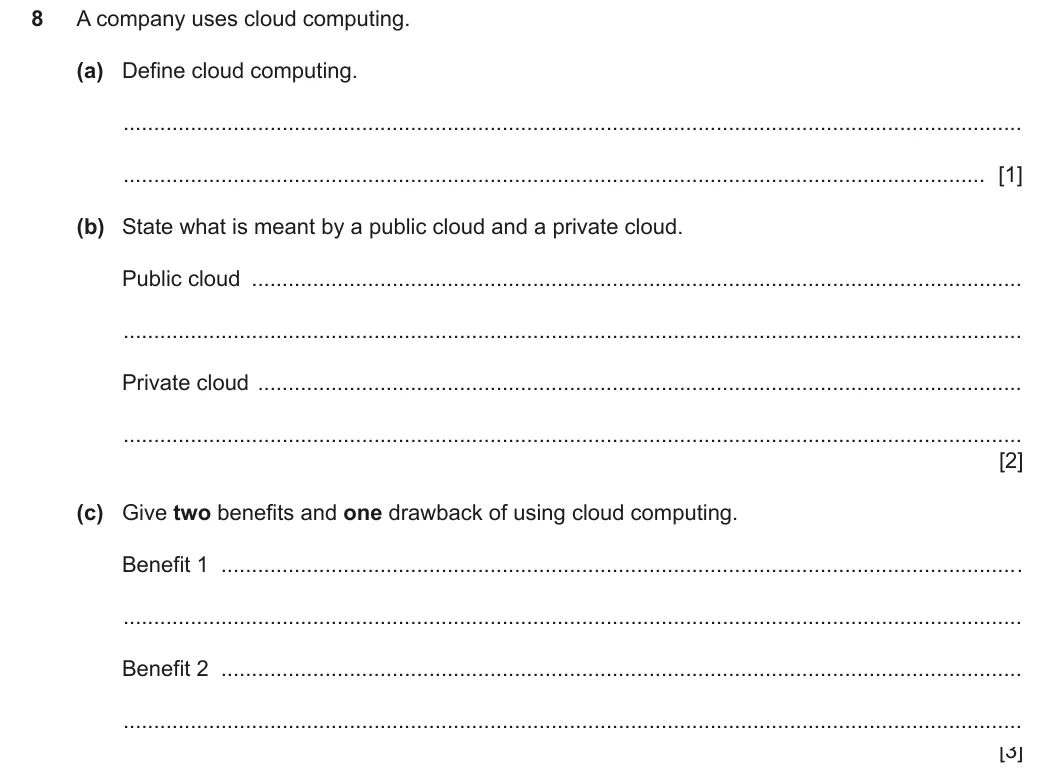 8 A company uses cloud computing.
(a) Define cloud computing.
....................................................................................................................................................
.............................................................................................................................................. [1]
(b) State what is meant by a public cloud and a private cloud.
Public cloud ...............................................................................................................................
....................................................................................................................................................
Private cloud ..............................................................................................................................
....................................................................................................................................................
[2]
(c) Give two benefits and one drawback of using cloud computing.
Benefit 1 ....................................................................................................................................
....................................................................................................................................................
Benefit 2 ....................................................................................................................................
....................................................................................................................................................
[3]